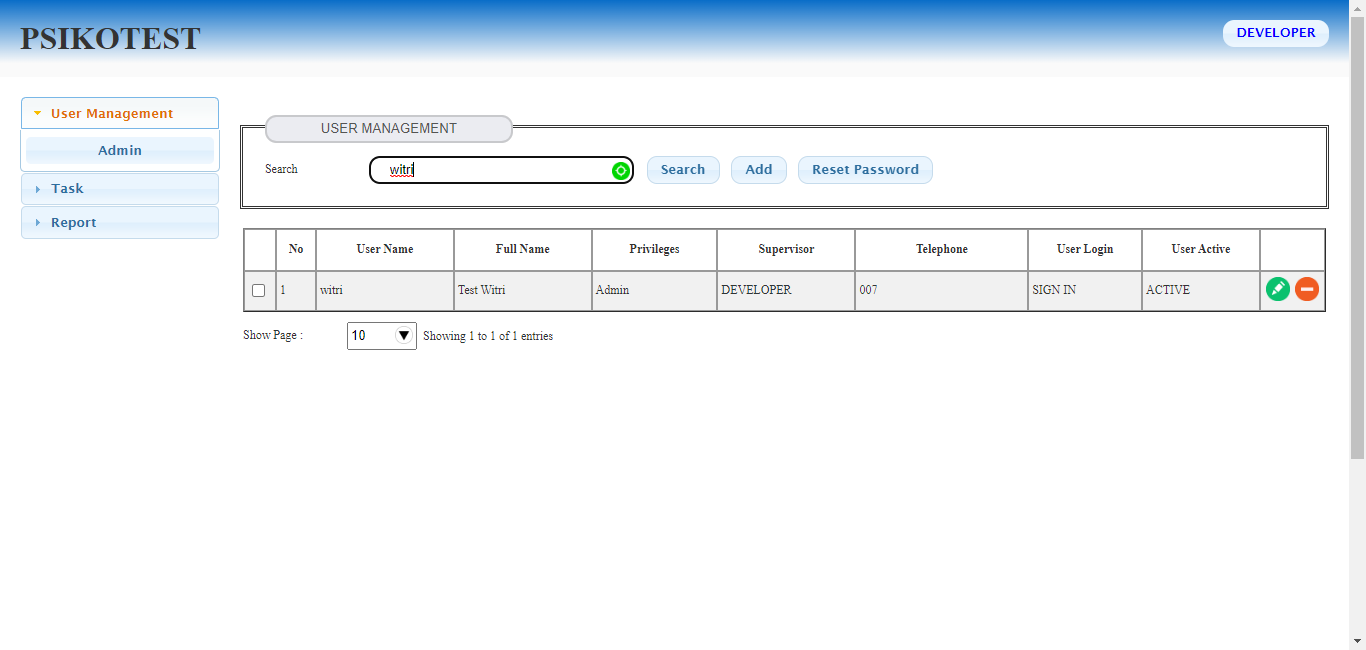 PSIKOTEST
DEVELOPER
User Management
Admin
Task
Report
USER MANAGEMENT
Search witri Search Add Reset Password
No User Name Full Name Privileges Supervisor Telephone User Login User Active
1 witri Test Witri Admin DEVELOPER 007 SIGN IN ACTIVE
Show Page : 10 Showing 1 to 1 of 1 entries